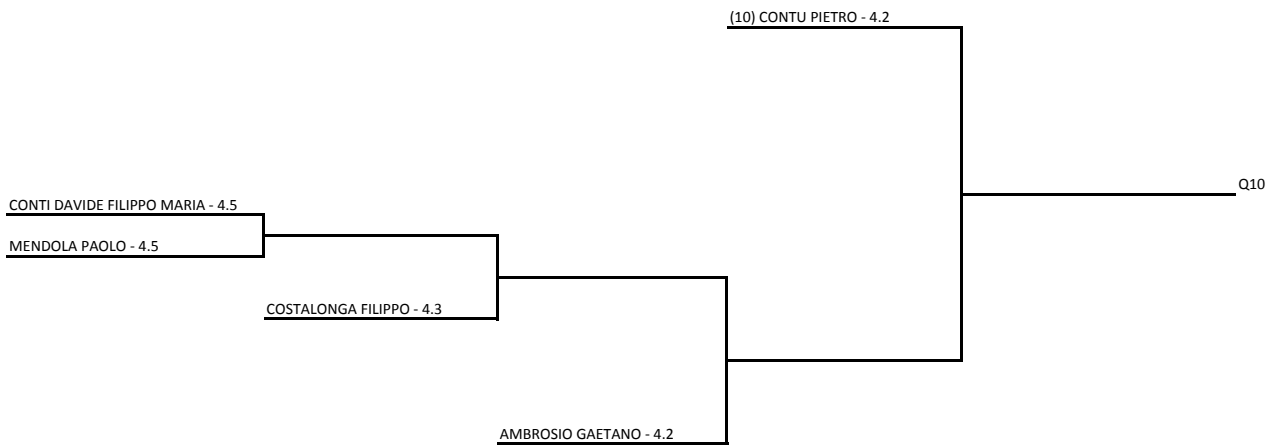 (10) CONTU PIETRO - 4.2
Q10
CONTI DAVIDE FILIPPO MARIA - 4.5
MENDOLA PAOLO - 4.5
COSTALONGA FILIPPO - 4.3
AMBROSIO GAETANO - 4.2